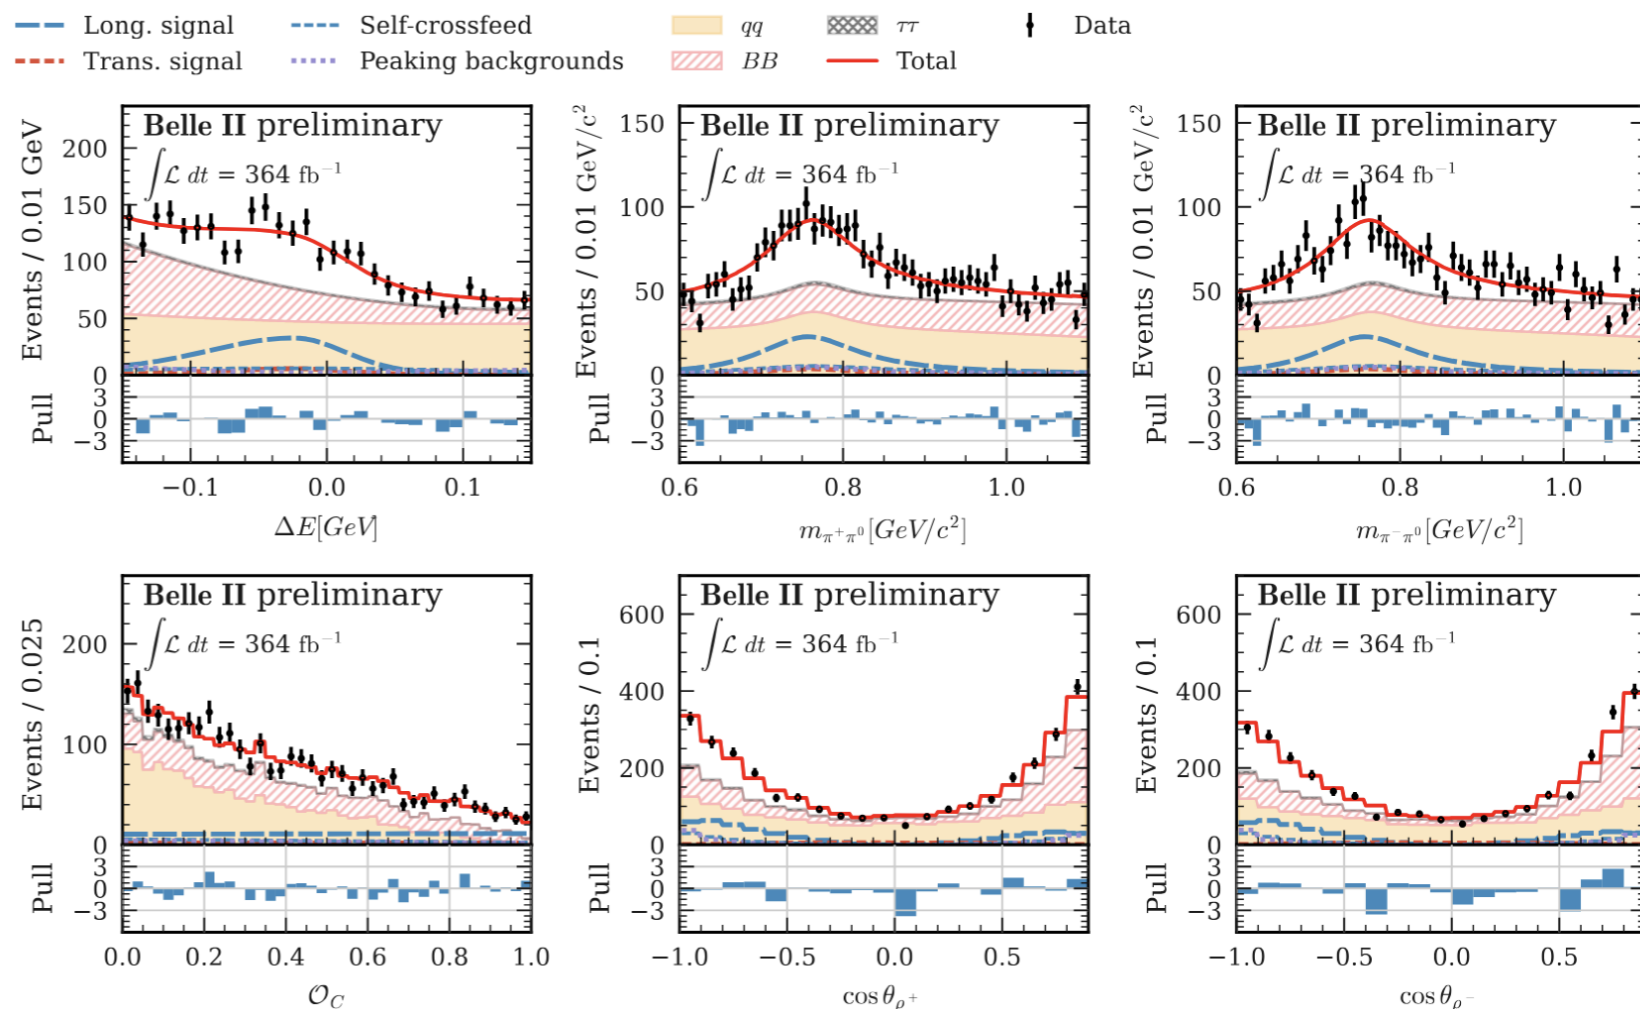 Long. signal
Self-crossfeed
qq
ττ
Data
Trans. signal
Peaking backgrounds
BB
Total
Belle II preliminary
∫ℒ dt = 364 fb⁻¹
Events / 0.01 GeV
200
150
100
50
0
0
3
0
−3
Pull
−0.1
0.0
0.1
ΔE[GeV]
Belle II preliminary
∫ℒ dt = 364 fb⁻¹
Events / 0.01 GeV/c²
150
100
50
0
3
0
−3
Pull
0.6
0.8
1.0
m_{π⁺π⁰}[GeV/c²]
Belle II preliminary
∫ℒ dt = 364 fb⁻¹
Events / 0.01 GeV/c²
150
100
50
0
3
0
−3
Pull
0.6
0.8
1.0
m_{π⁻π⁰}[GeV/c²]
Belle II preliminary
∫ℒ dt = 364 fb⁻¹
Events / 0.025
200
100
0
3
0
−3
Pull
0.0
0.2
0.4
0.6
0.8
1.0
𝒪_C
Belle II preliminary
∫ℒ dt = 364 fb⁻¹
Events / 0.1
600
400
200
0
3
0
−3
Pull
−1.0
−0.5
0.0
0.5
cos θ_{ρ⁺}
Belle II preliminary
∫ℒ dt = 364 fb⁻¹
Events / 0.1
600
400
200
0
3
0
−3
Pull
−1.0
−0.5
0.0
0.5
cos θ_{ρ⁻}